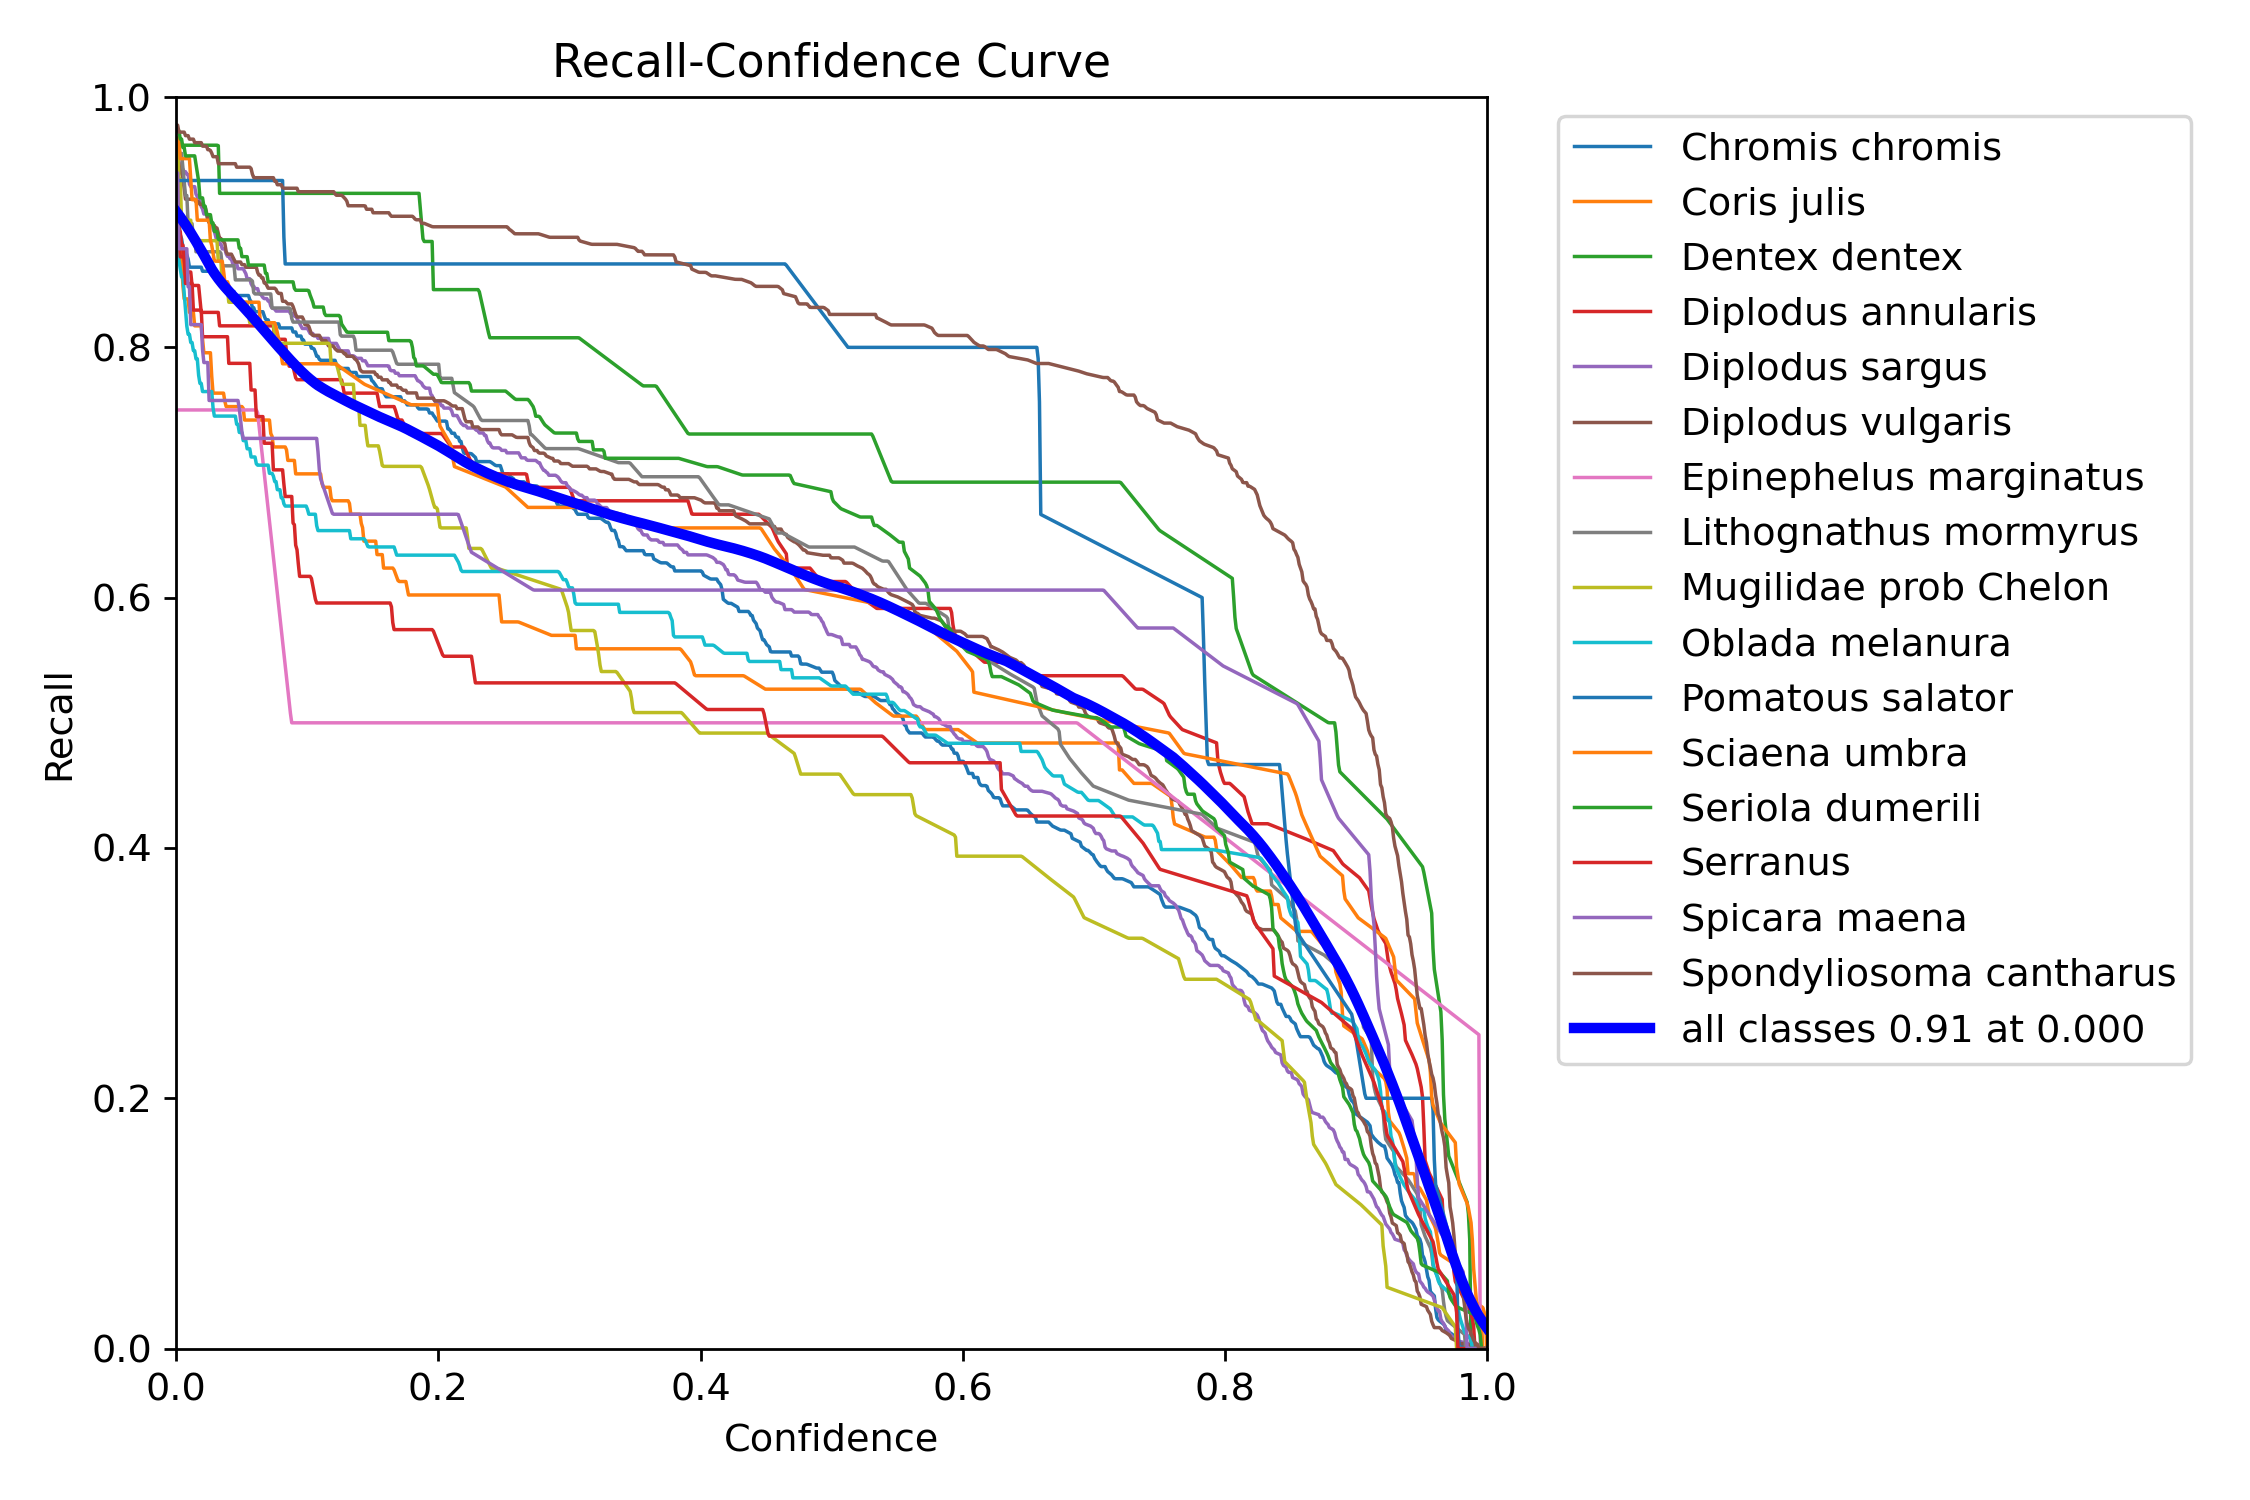 Recall-Confidence Curve
1.0
0.8
0.6
0.4
0.2
0.0
Recall
0.0 0.2 0.4 0.6 0.8 1.0
Confidence
Chromis chromis
Coris julis
Dentex dentex
Diplodus annularis
Diplodus sargus
Diplodus vulgaris
Epinephelus marginatus
Lithognathus mormyrus
Mugilidae prob Chelon
Oblada melanura
Pomatous salator
Sciaena umbra
Seriola dumerili
Serranus
Spicara maena
Spondyliosoma cantharus
all classes 0.91 at 0.000